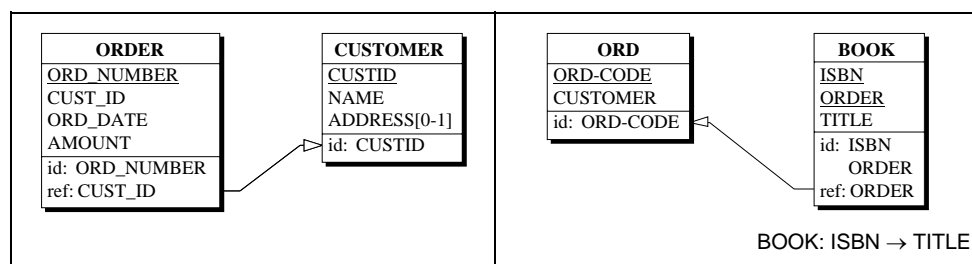 ORDER
ORD_NUMBER
CUST_ID
ORD_DATE
AMOUNT
id: ORD_NUMBER
ref: CUST_ID
CUSTOMER
CUSTID
NAME
ADDRESS[0-1]
id: CUSTID
ORD
ORD-CODE
CUSTOMER
id: ORD-CODE
BOOK
ISBN
ORDER
TITLE
id: ISBN
ORDER
ref: ORDER
BOOK: ISBN → TITLE